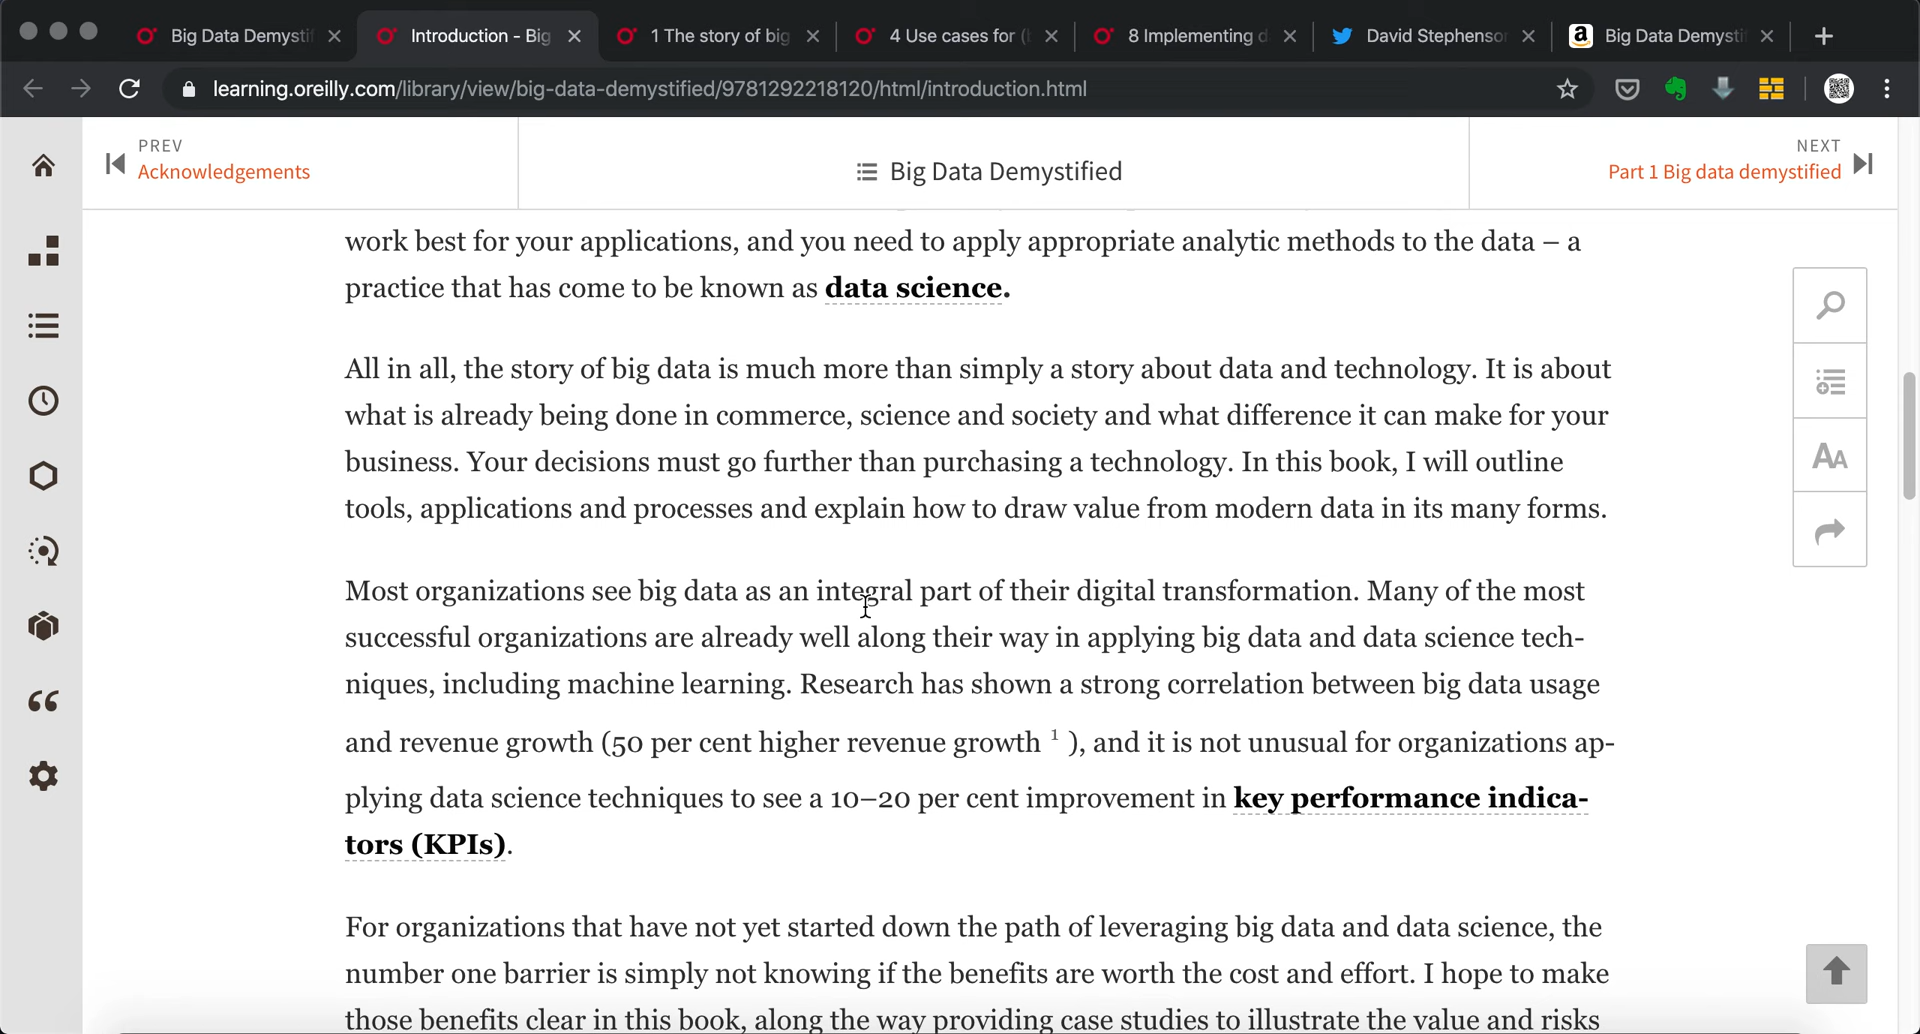 Big Data Demystif
Introduction - Big
1 The story of big
4 Use cases for (b
8 Implementing d
David Stephenson
Big Data Demystif
learning.oreilly.com/library/view/big-data-demystified/9781292218120/html/introduction.html
PREV
Acknowledgements
Big Data Demystified
NEXT
Part 1 Big data demystified
work best for your applications, and you need to apply appropriate analytic methods to the data – a
practice that has come to be known as data science.
All in all, the story of big data is much more than simply a story about data and technology. It is about
what is already being done in commerce, science and society and what difference it can make for your
business. Your decisions must go further than purchasing a technology. In this book, I will outline
tools, applications and processes and explain how to draw value from modern data in its many forms.
Most organizations see big data as an integral part of their digital transformation. Many of the most
successful organizations are already well along their way in applying big data and data science tech-
niques, including machine learning. Research has shown a strong correlation between big data usage
and revenue growth (50 per cent higher revenue growth 1 ), and it is not unusual for organizations ap-
plying data science techniques to see a 10–20 per cent improvement in key performance indica-
tors (KPIs).
For organizations that have not yet started down the path of leveraging big data and data science, the
number one barrier is simply not knowing if the benefits are worth the cost and effort. I hope to make
those benefits clear in this book, along the way providing case studies to illustrate the value and risks
AA